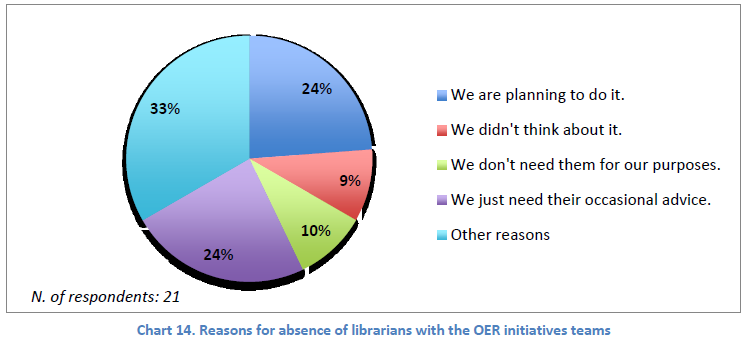 24%
9%
10%
24%
33%
We are planning to do it.
We didn't think about it.
We don't need them for our purposes.
We just need their occasional advice.
Other reasons
N. of respondents: 21
Chart 14. Reasons for absence of librarians with the OER initiatives teams